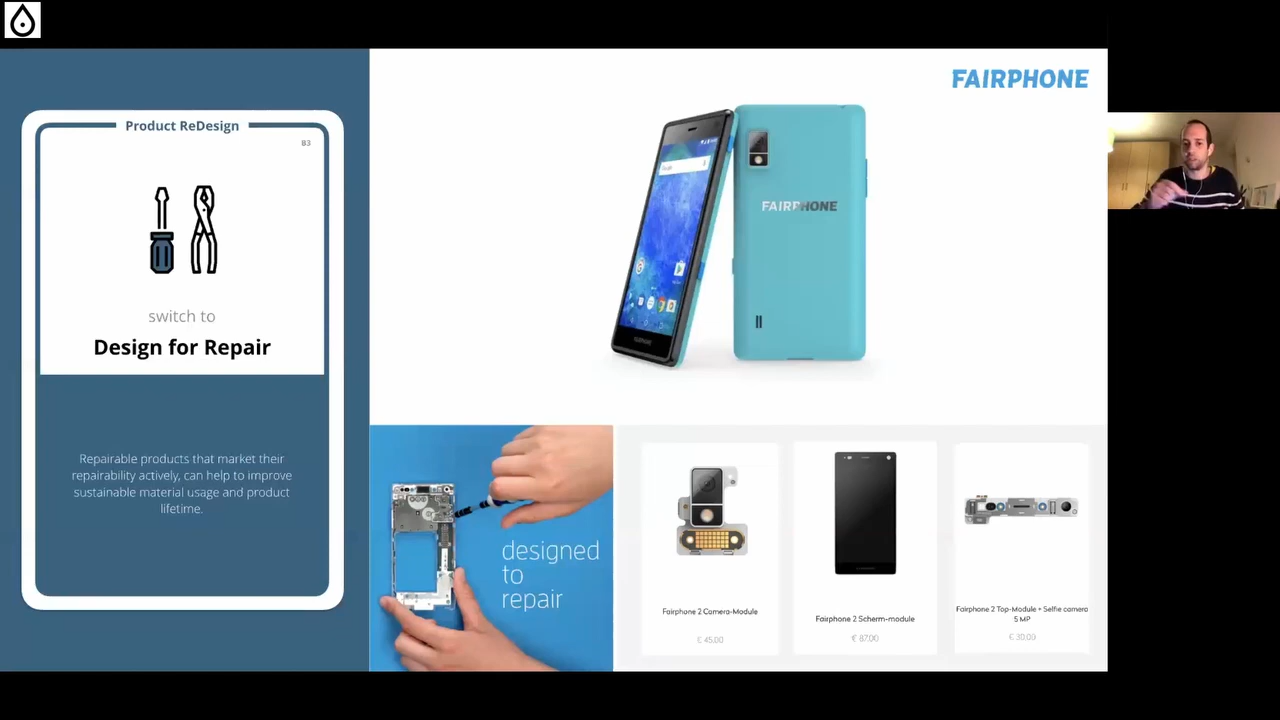 Product ReDesign
B3
switch to
Design for Repair
Repairable products that market their
repairability actively, can help to improve
sustainable material usage and product
lifetime.
FAIRPHONE
FAIRPHONE
designed
to
repair
Fairphone 2 Camera-Module
€ 45,00
Fairphone 2 Scherm-module
€ 87,00
Fairphone 2 Top-Module + Selfie camera
5 MP
€ 30,00